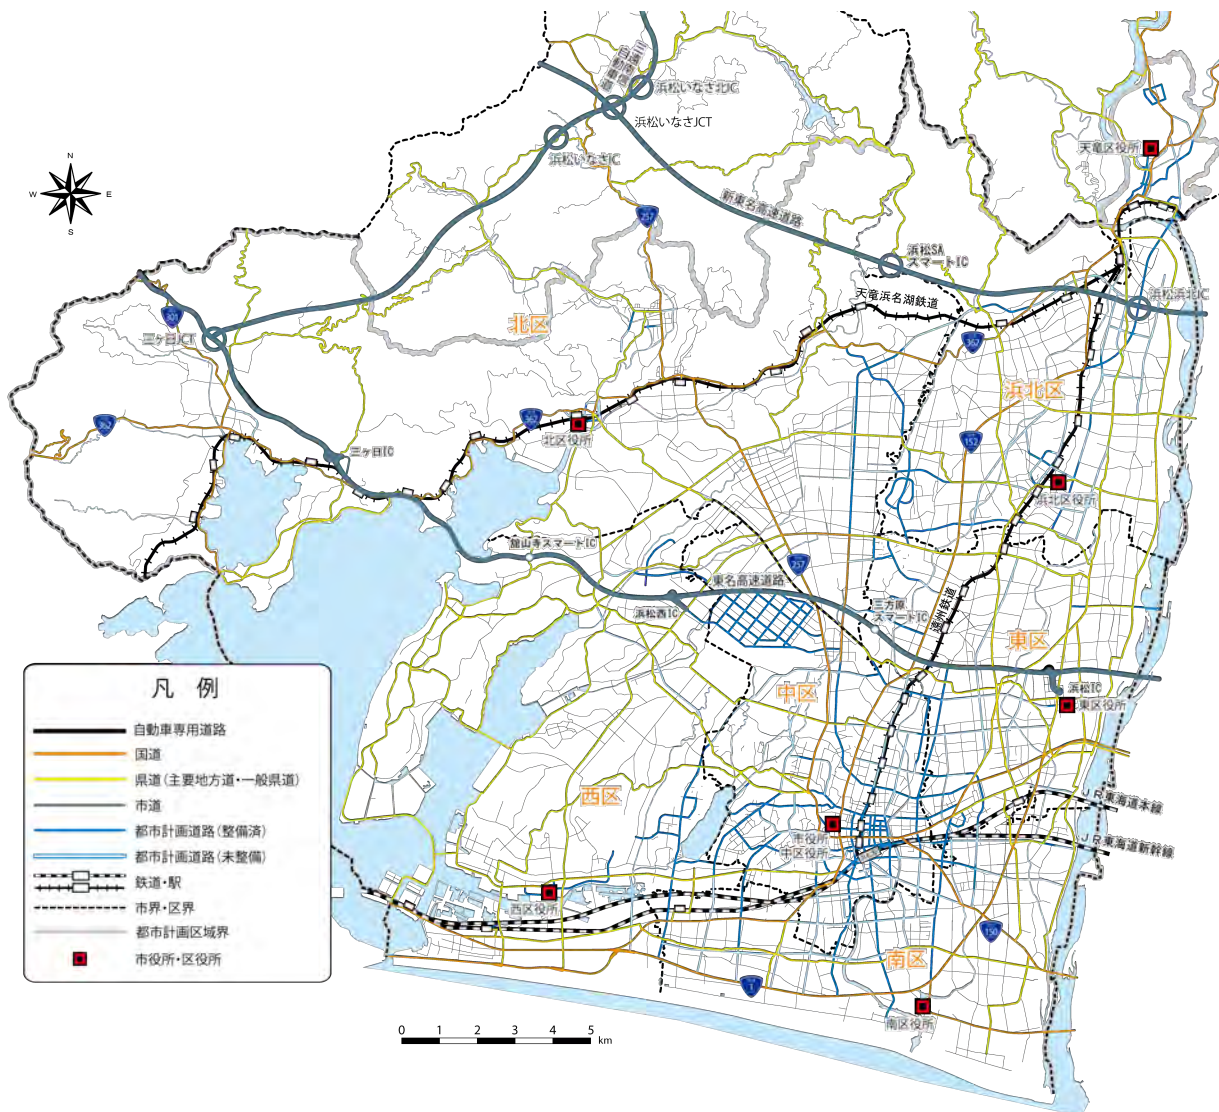 三遠南信
自動車道
浜松いなさ北IC
浜松いなさJCT
浜松いなさIC
天竜区役所
N
W
E
S
257
新東名高速道路
浜松SA
スマートIC
天竜浜名湖鉄道
浜松浜北IC
301
三ヶ日JCT
北区
362
浜北区
362
362
北区役所
152
三ヶ日IC
浜北区役所
舘山寺スマートIC
257
東名高速道路
浜松西IC
三方原
スマートIC
遠州鉄道
東区
浜松IC
東区役所
中区
西区
市役所
中区役所
JR東海道本線
JR東海道新幹線
西区役所
150
南区
1
南区役所
凡 例
自動車専用道路
国道
県道(主要地方道・一般県道)
市道
都市計画道路(整備済)
都市計画道路(未整備)
鉄道・駅
市界・区界
都市計画区域界
市役所・区役所
0 1 2 3 4 5
km